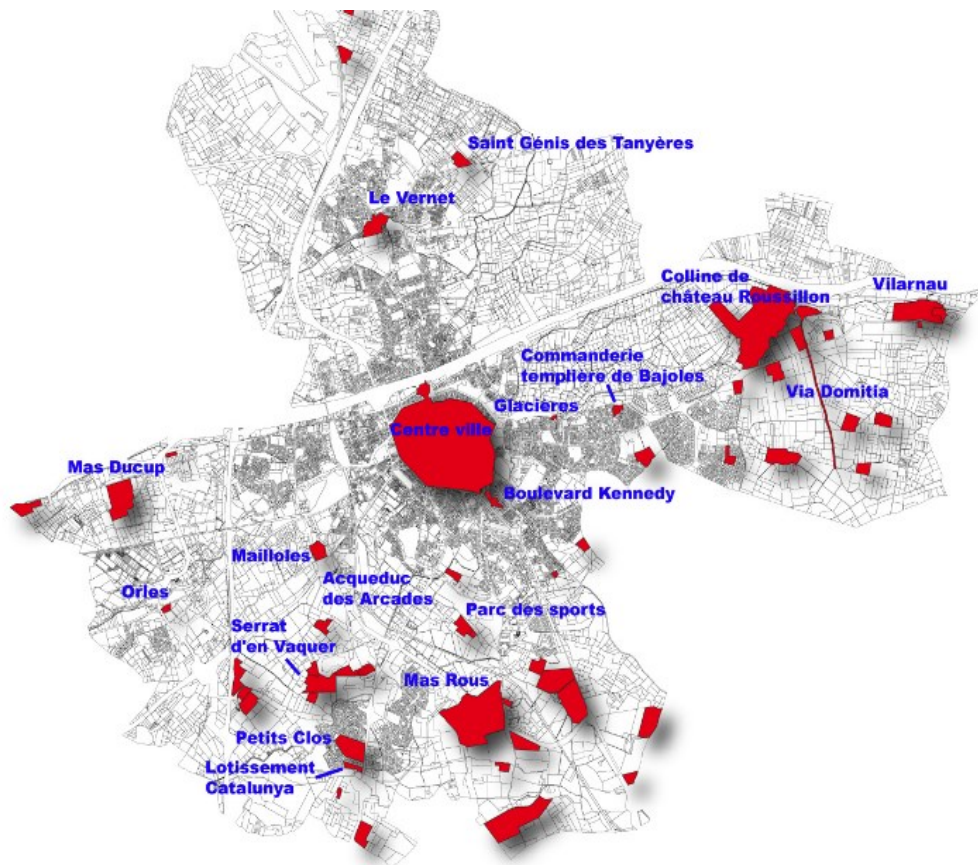 Saint Génis des Tanyères
Le Vernet
Colline de
château Roussillon
Vilarnau
Commanderie
templière de Bajoles
Via Domitia
Glacières
Centre ville
Mas Ducup
Boulevard Kennedy
Mailloles
Acqueduc
des Arcades
Orles
Parc des sports
Serrat
d'en Vaquer
Mas Rous
Petits Clos
Lotissement
Catalunya